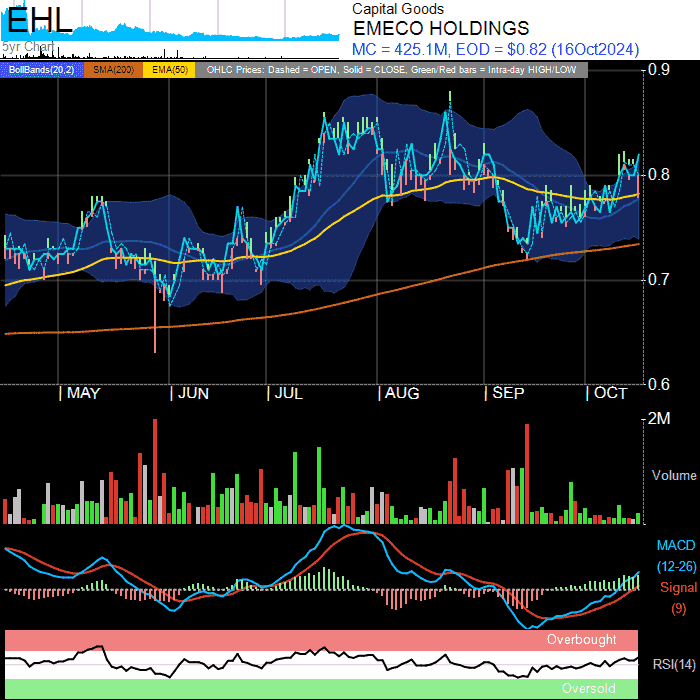 EHL
5yr Chart
Capital Goods
EMECO HOLDINGS
MC = 425.1M, EOD = $0.82 (16Oct2024)
BollBands(20,2) SMA(200) EMA(50) OHLC Prices: Dashed = OPEN, Solid = CLOSE, Green/Red bars = Intra-day HIGH/LOW
0.9
0.8
0.7
0.6
| MAY | JUN | JUL | AUG | SEP | OCT
2M
Volume
MACD
(12-26)
Signal
(9)
Overbought
RSI(14)
Oversold